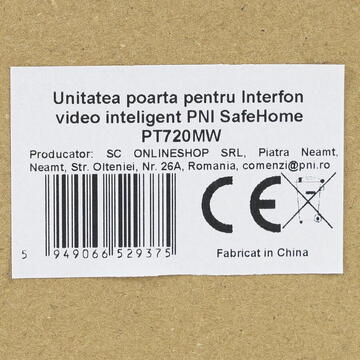 Unitatea poarta pentru Interfon
video inteligent PNI SafeHome
PT720MW
Producator: SC ONLINESHOP SRL, Piatra Neamt,
Neamt, Str. Olteniei, Nr. 26A, Romania, comenzi@pni.ro
CE
5 949066 529375
Fabricat in China